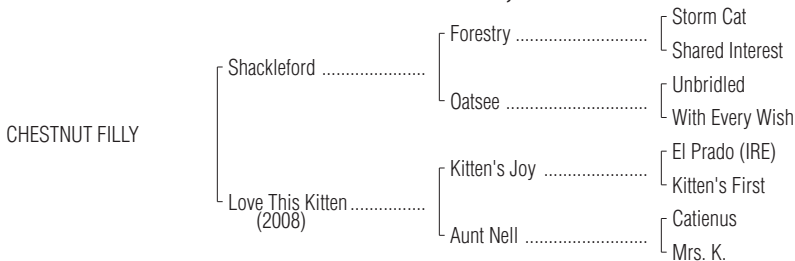 Storm Cat
Forestry ..........................
Shared Interest
Shackleford ....................
Unbridled
Oatsee ............................
With Every Wish
CHESTNUT FILLY
El Prado (IRE)
Kitten's Joy ....................
Kitten's First
Love This Kitten ..............
(2008)
Catienus
Aunt Nell ........................
Mrs. K.